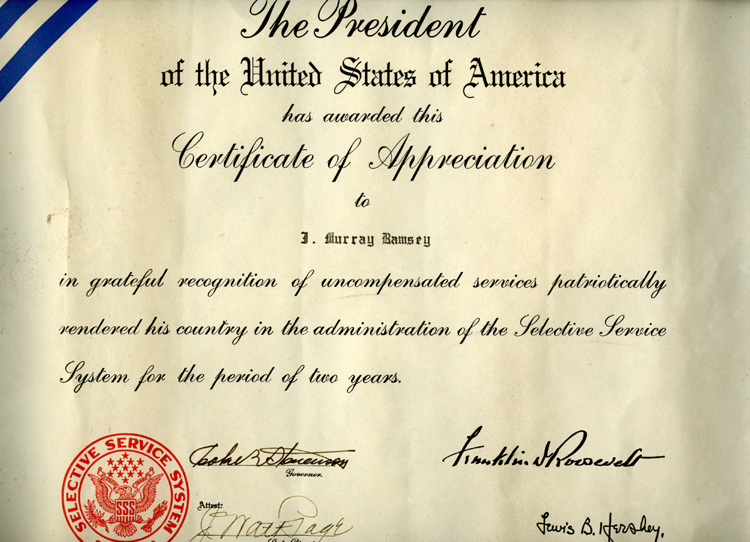 The President
of the United States of America
has awarded this
Certificate of Appreciation
to
J. Murray Ramsey
in grateful recognition of uncompensated services patriotically
rendered his country in the administration of the Selective Service
System for the period of two years.
SELECTIVE SERVICE SYSTEM
SSS
Governor.
Franklin D Roosevelt
Attest:
J. Watt Page
Lewis B. Hershey.